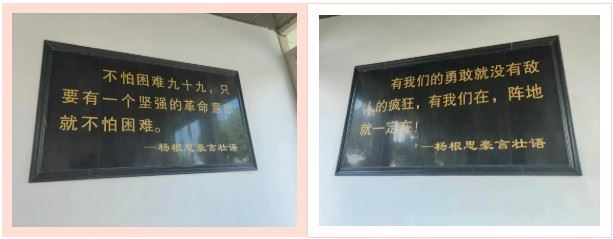 不怕困难九十九，只
要有一个坚强的革命意
就不怕困难。
—杨根思豪言壮语
有我们的勇敢就没有敌
人的疯狂，有我们在，阵地
就一定在！
—杨根思豪言壮语